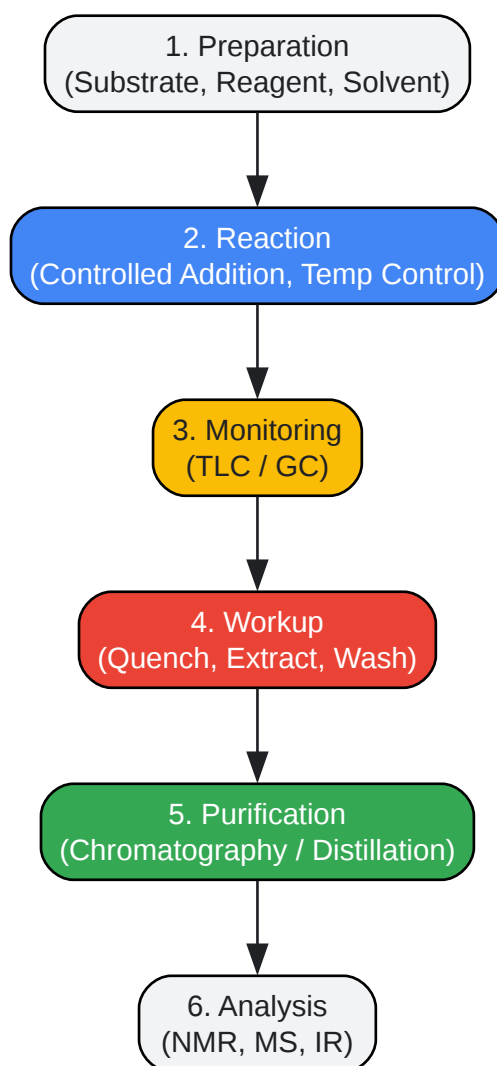 1. Preparation
(Substrate, Reagent, Solvent)
2. Reaction
(Controlled Addition, Temp Control)
3. Monitoring
(TLC / GC)
4. Workup
(Quench, Extract, Wash)
5. Purification
(Chromatography / Distillation)
6. Analysis
(NMR, MS, IR)